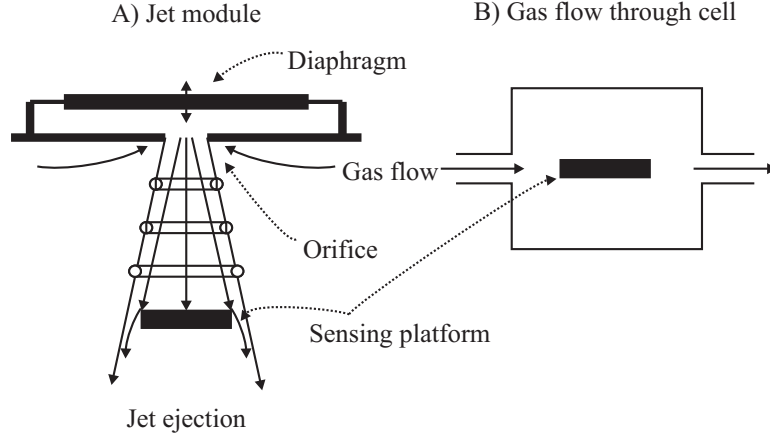 A) Jet module
B) Gas flow through cell
Diaphragm
Gas flow
Orifice
Sensing platform
Jet ejection